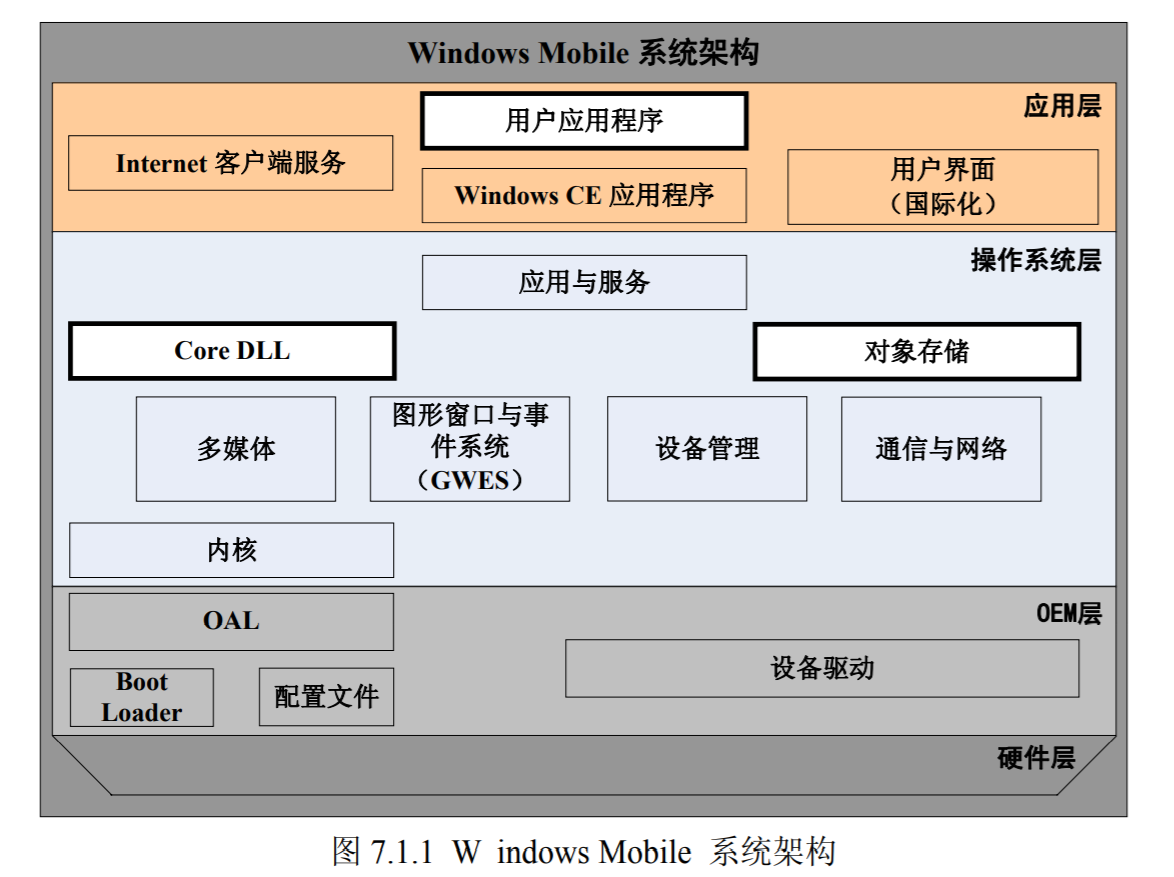 Windows Mobile 系统架构
应用层
用户应用程序
Internet 客户端服务
Windows CE 应用程序
用户界面
（国际化）
操作系统层
应用与服务
Core DLL
对象存储
多媒体
图形窗口与事
件系统
（GWES）
设备管理
通信与网络
内核
OEM层
OAL
设备驱动
Boot
Loader
配置文件
硬件层
图 7.1.1 W indows Mobile 系统架构